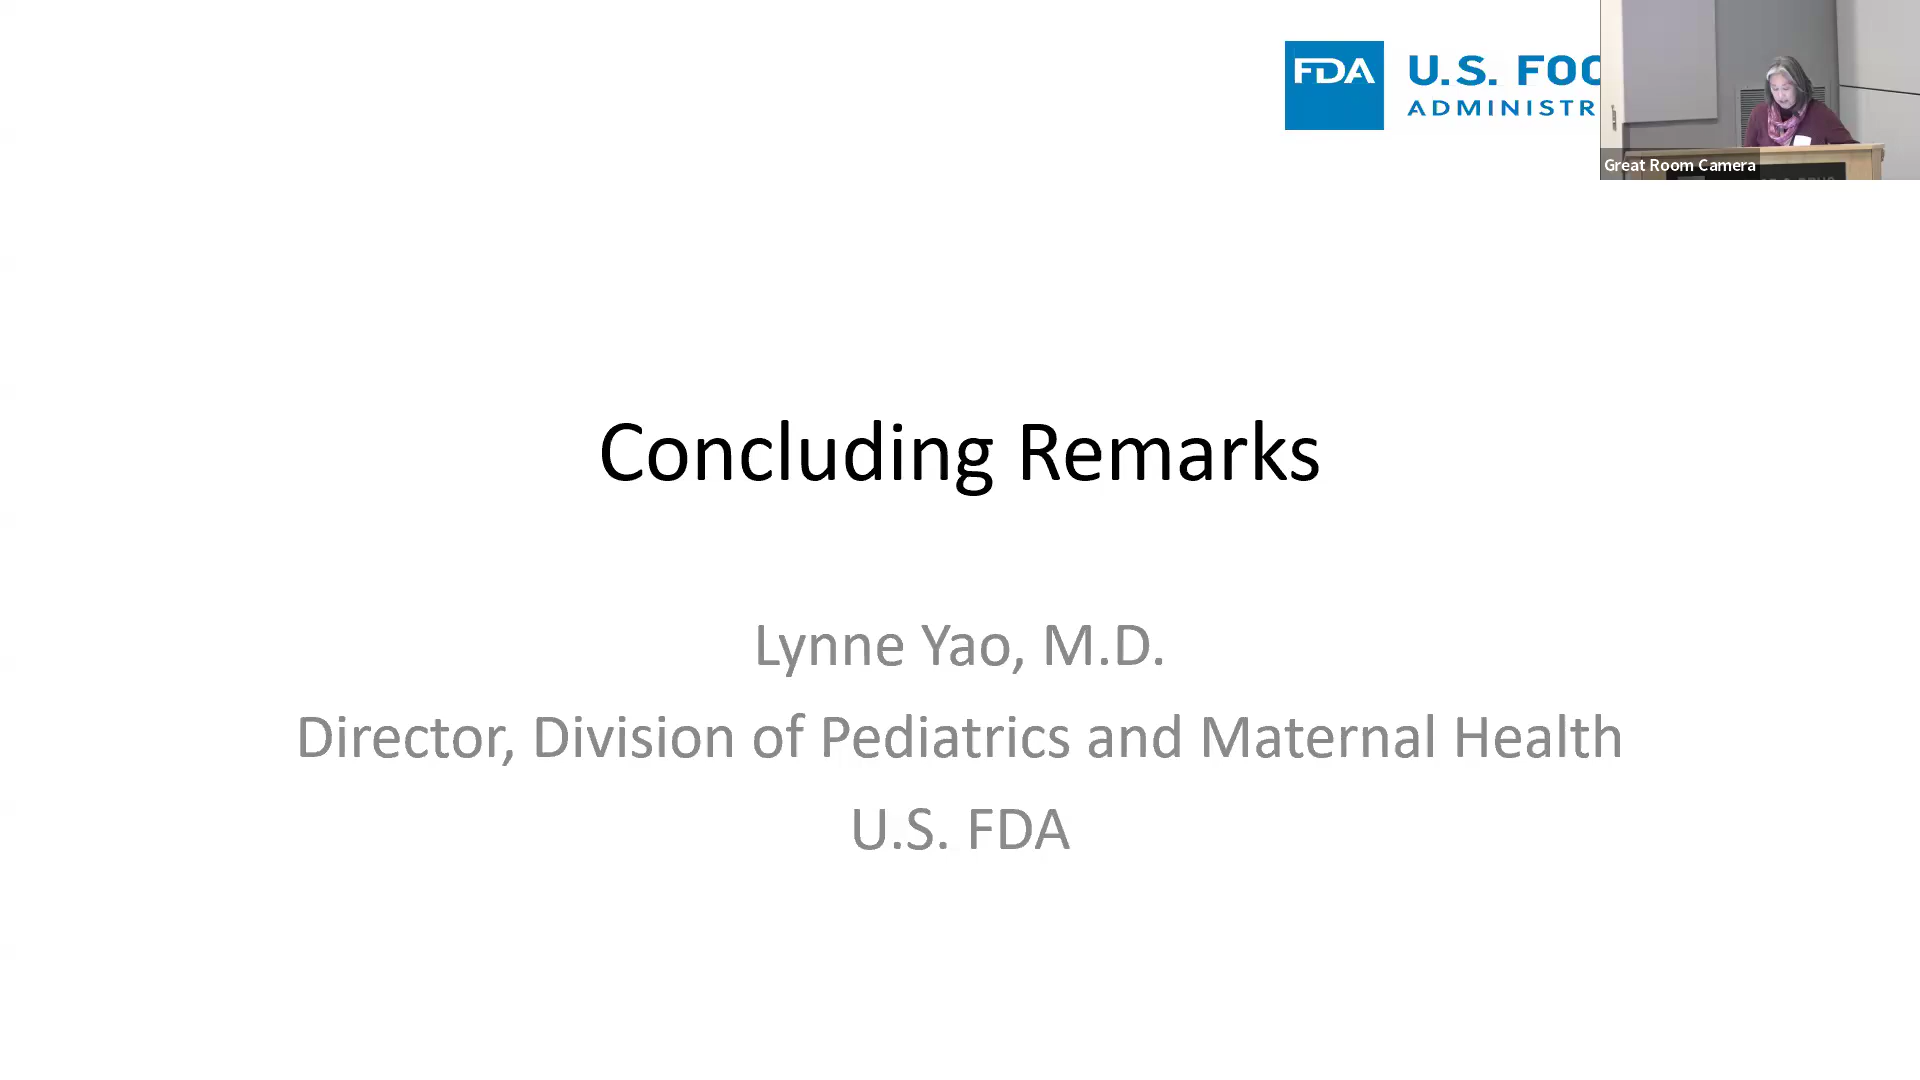 FDA
U.S. FOO
ADMINISTR
Great Room Camera
Concluding Remarks
Lynne Yao, M.D.
Director, Division of Pediatrics and Maternal Health
U.S. FDA